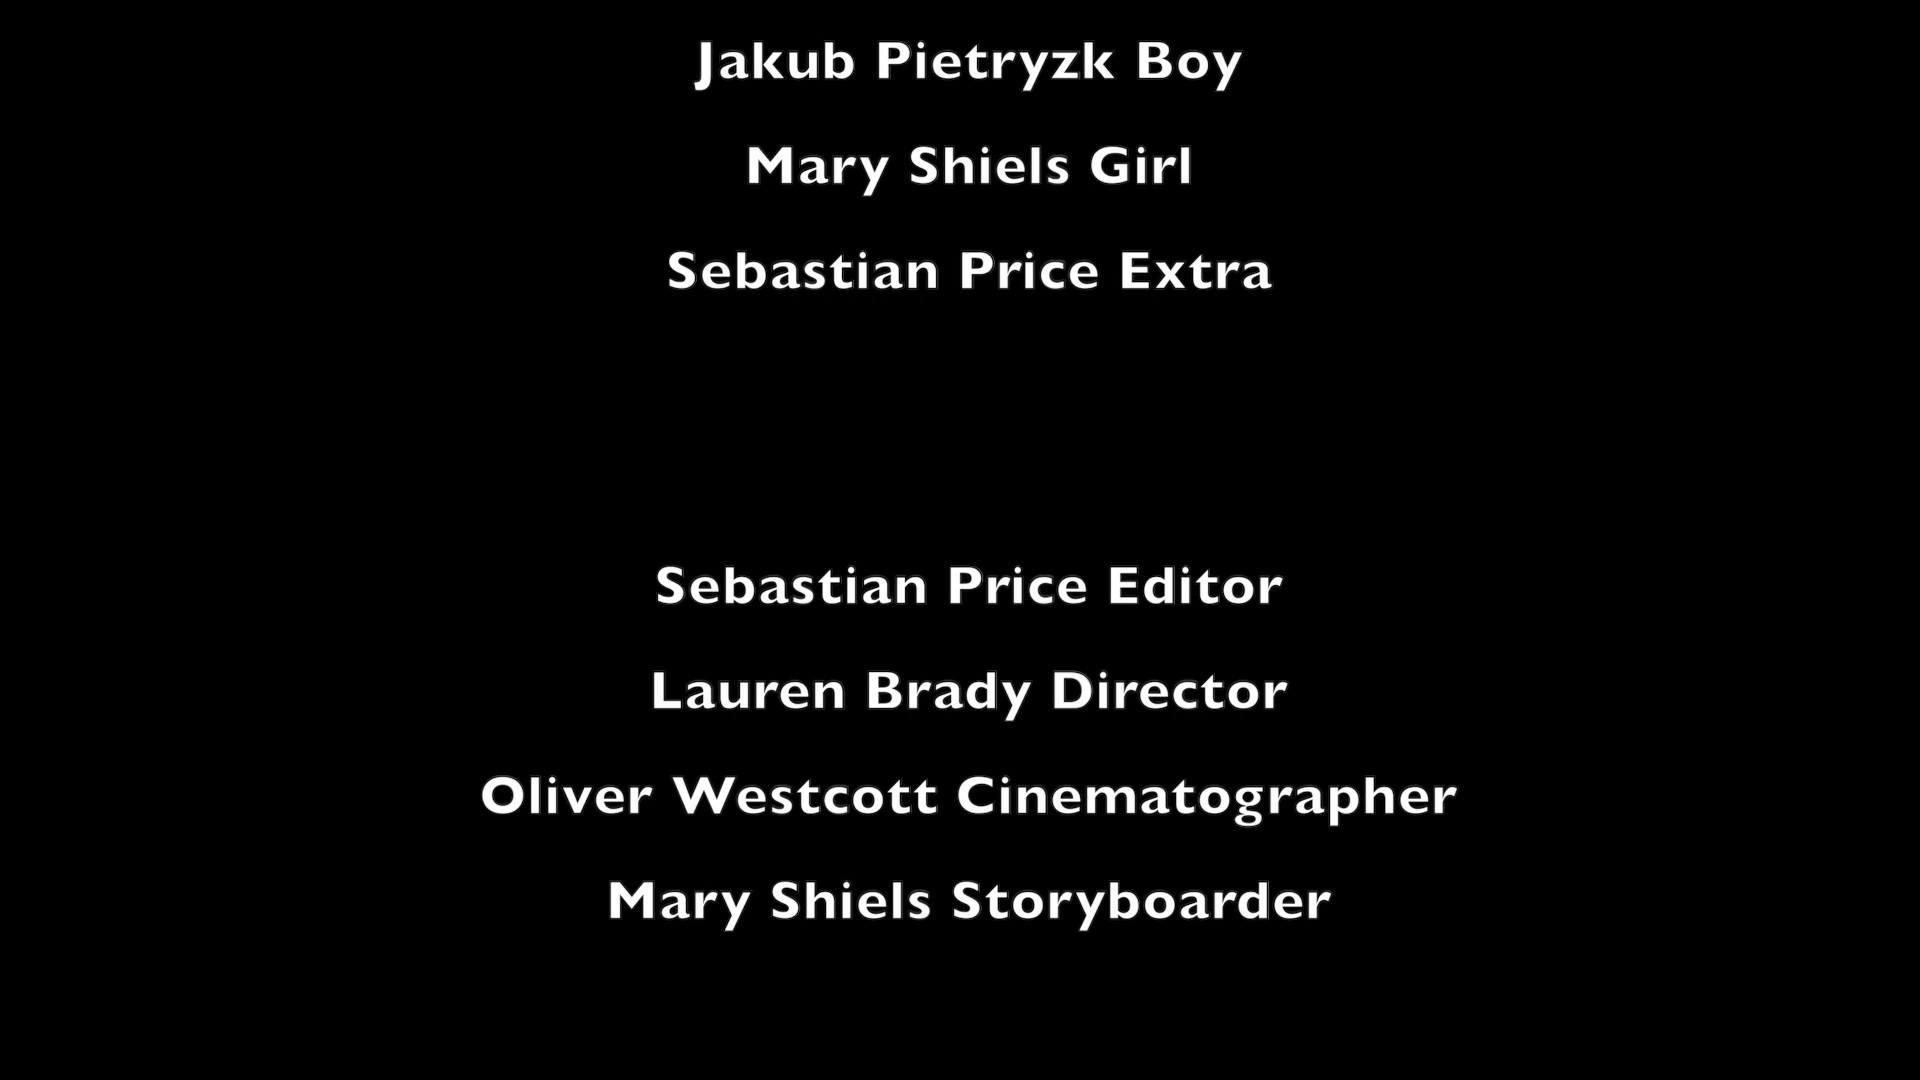 Jakub Pietryzk Boy
Mary Shiels Girl
Sebastian Price Extra
Sebastian Price Editor
Lauren Brady Director
Oliver Westcott Cinematographer
Mary Shiels Storyboarder